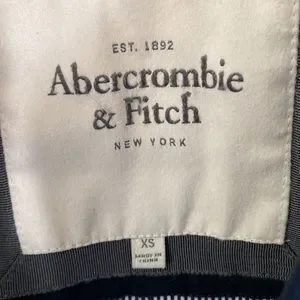 EST. 1892
Abercrombie
& Fitch
NEW YORK
XS
MADE IN
CHINA